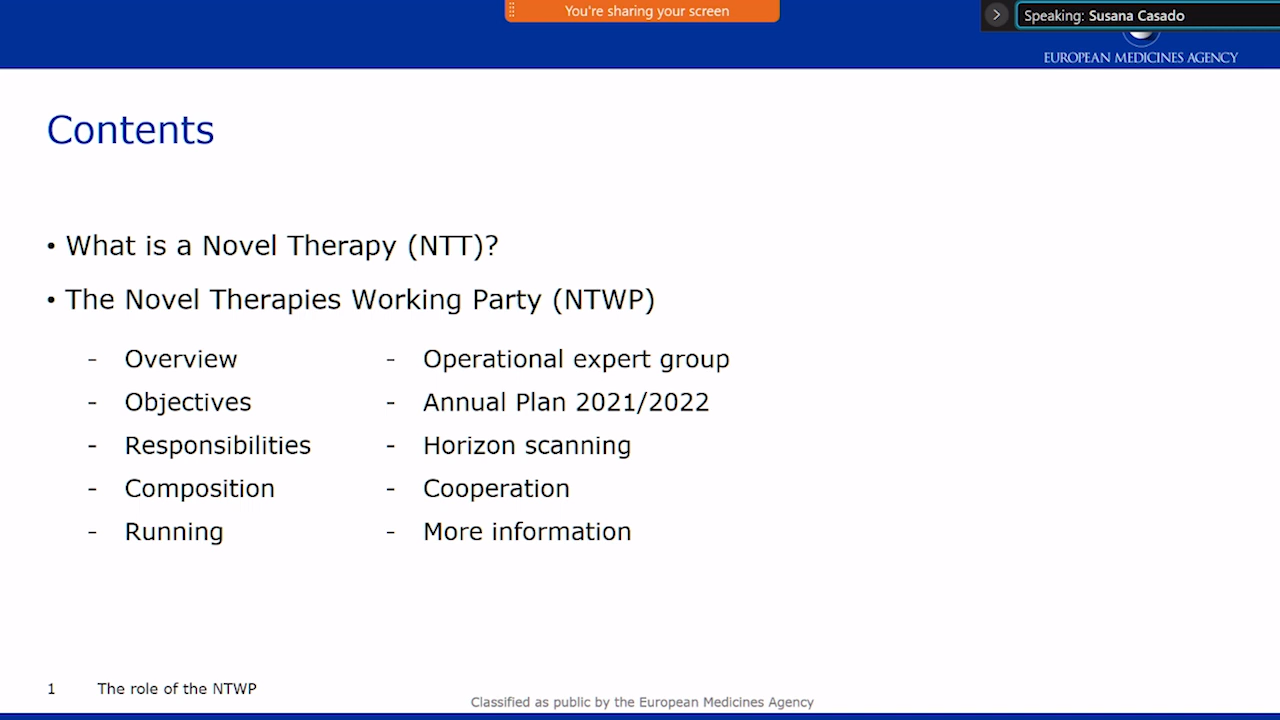 You're sharing your screen
Speaking: Susana Casado
EUROPEAN MEDICINES AGENCY
Contents
• What is a Novel Therapy (NTT)?
• The Novel Therapies Working Party (NTWP)
- Overview
- Objectives
- Responsibilities
- Composition
- Running
- Operational expert group
- Annual Plan 2021/2022
- Horizon scanning
- Cooperation
- More information
1 The role of the NTWP
Classified as public by the European Medicines Agency